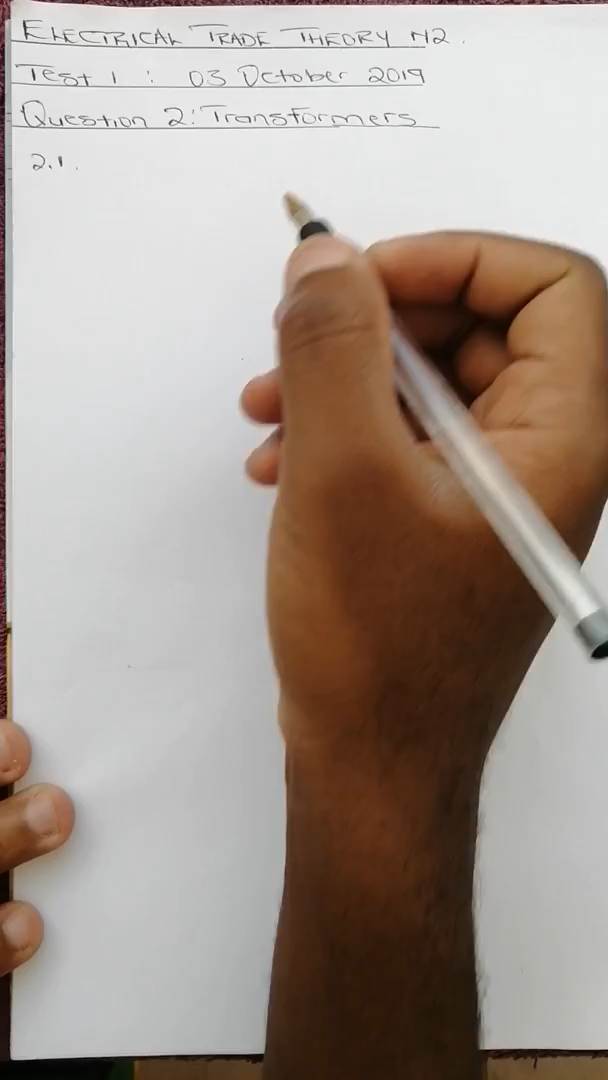 ELECTRICAL TRADE THEORY N2.
Test 1 : 03 October 2019
Question 2: Transformers
2.1.